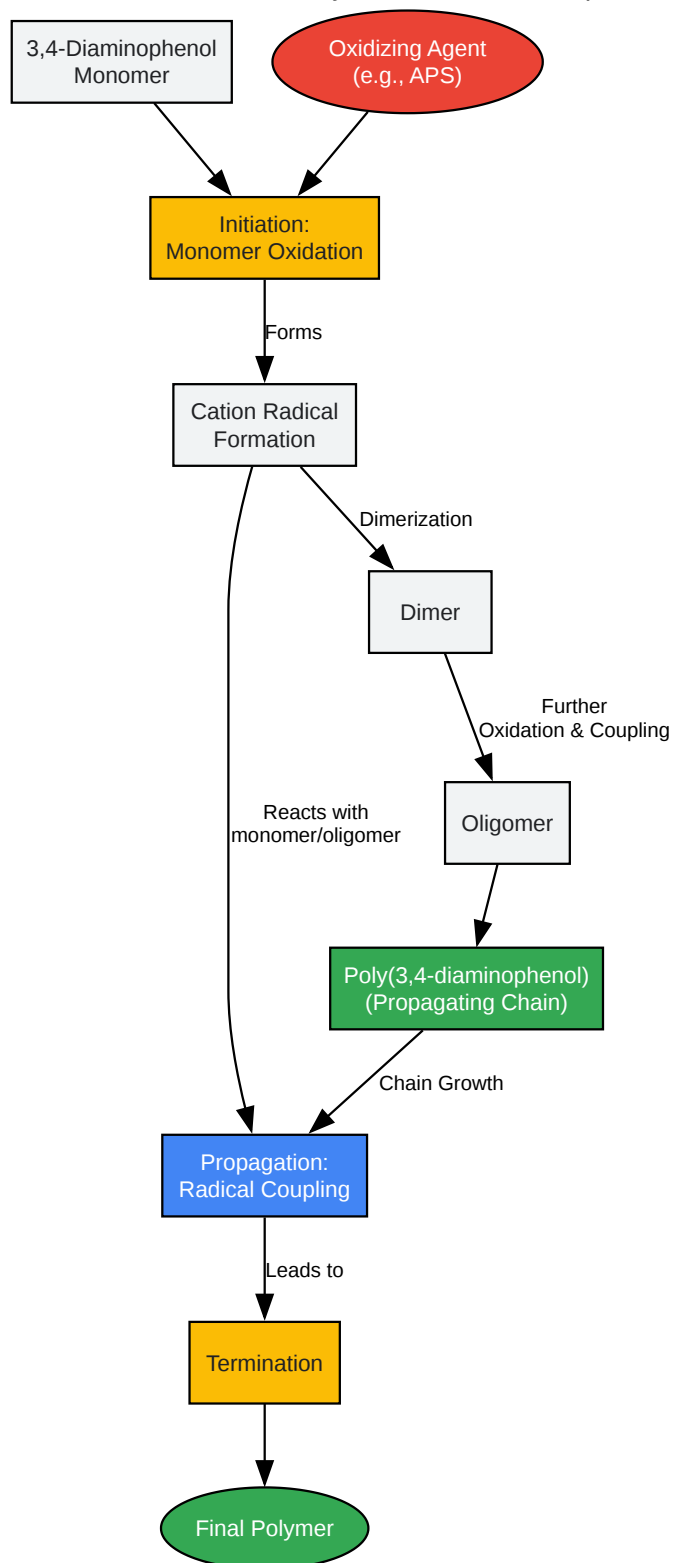 3,4-Diaminophenol
Monomer
Oxidizing Agent
(e.g., APS)
Initiation:
Monomer Oxidation
Forms
Cation Radical
Formation
Dimerization
Dimer
Further
Oxidation & Coupling
Reacts with
monomer/oligomer
Oligomer
Poly(3,4-diaminophenol)
(Propagating Chain)
Chain Growth
Propagation:
Radical Coupling
Leads to
Termination
Final Polymer